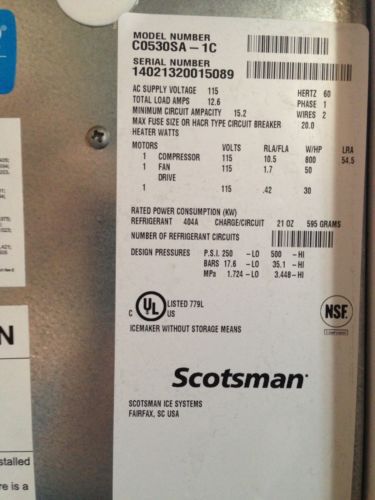 MODEL NUMBER
C0530SA-1C
SERIAL NUMBER
14021320015089
AC SUPPLY VOLTAGE 115 HERTZ 60
TOTAL LOAD AMPS 12.6 PHASE 1
MINIMUM CIRCUIT AMPACITY 15.2 WIRES 2
MAX FUSE SIZE OR HACR TYPE CIRCUIT BREAKER 20.0
HEATER WATTS
MOTORS VOLTS RLA/FLA W/HP LRA
1 COMPRESSOR 115 10.5 800 54.5
1 FAN 115 1.7 50
DRIVE
1 115 .42 30
RATED POWER CONSUMPTION (KW)
REFRIGERANT 404A CHARGE/CIRCUIT 21 OZ 595 GRAMS
NUMBER OF REFRIGERANT CIRCUITS
DESIGN PRESSURES P.S.I. 250 -LO 500 -HI
BARS 17.6 -LO 35.1 -HI
MPa 1.724 -LO 3.448 -HI
C UL US LISTED 779L
NSF
ICEMAKER WITHOUT STORAGE MEANS
Scotsman
SCOTSMAN ICE SYSTEMS
FAIRFAX, SC USA
N
stalled
ere is a